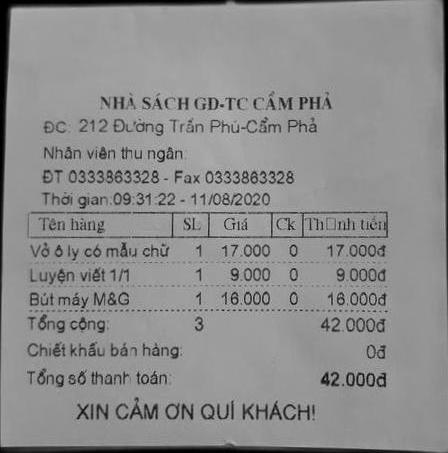 NHÀ SÁCH GD-TC CẨM PHẢ
ĐC: 212 Đường Trần Phú-Cẩm Phả
Nhân viên thu ngân:
ĐT 0333863328 - Fax 0333863328
Thời gian:09:31:22 - 11/08/2020
Tên hàng SL Giá Ck Th□nh tiền
Vở ô ly có mẫu chữ 1 17.000 0 17.000đ
Luyện viết 1/1 1 9.000 0 9.000đ
Bút máy M&G 1 16.000 0 16.000đ
Tổng cộng: 3 42.000đ
Chiết khấu bán hàng: 0đ
Tổng số thanh toán: 42.000đ
XIN CẢM ƠN QUÍ KHÁCH!